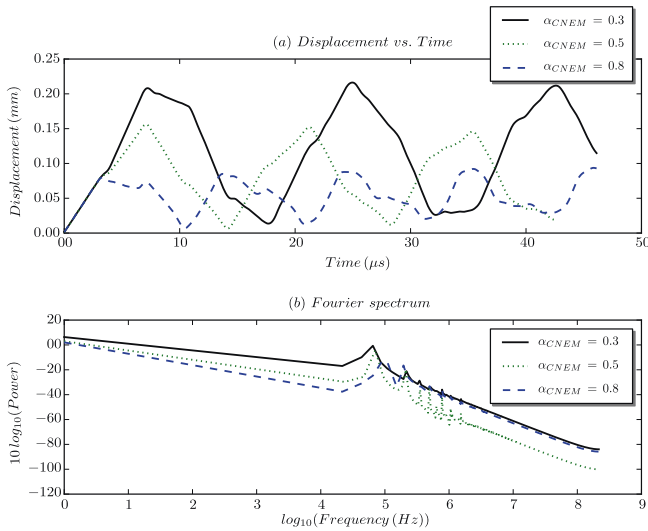 α_CNEM = 0.3
α_CNEM = 0.5
α_CNEM = 0.8
(a) Displacement vs. Time
Displacement (mm)
0.25
0.20
0.15
0.10
0.05
0.00
00 10 20 30 40 50
Time (μs)
(b) Fourier spectrum
10 log10(Power)
20
00
−20
−40
−60
−80
−100
−120
α_CNEM = 0.3
α_CNEM = 0.5
α_CNEM = 0.8
0 1 2 3 4 5 6 7 8 9
log10(Frequency (Hz))